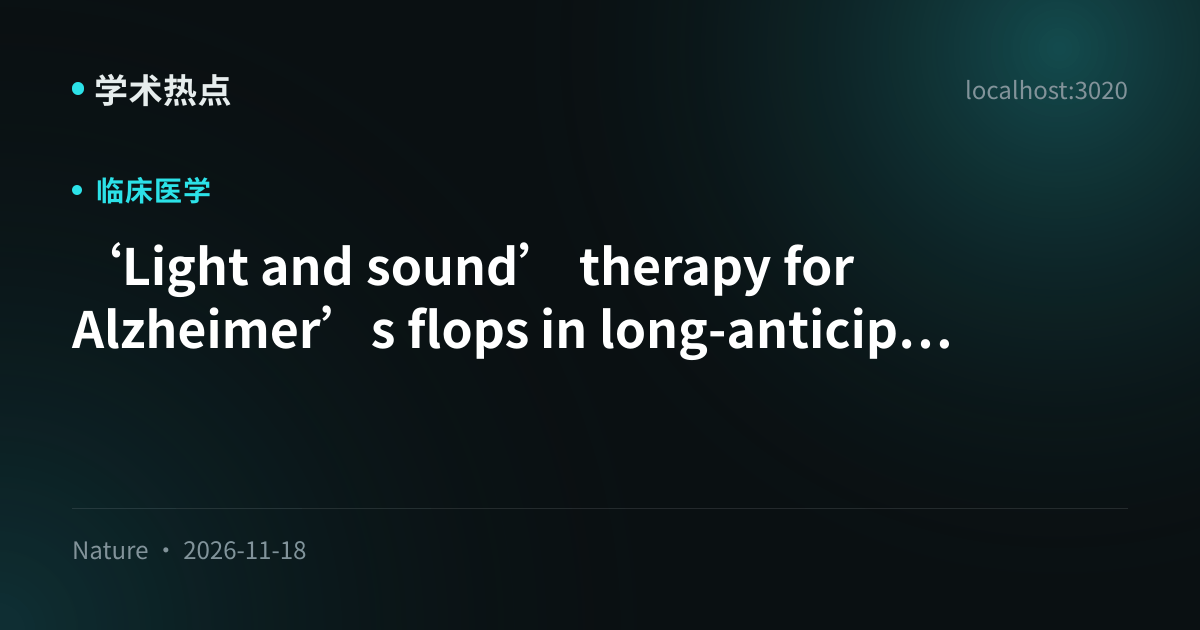 学术热点
localhost:3020
临床医学
‘Light and sound’ therapy for
Alzheimer’s flops in long-anticip…
Nature · 2026-11-18